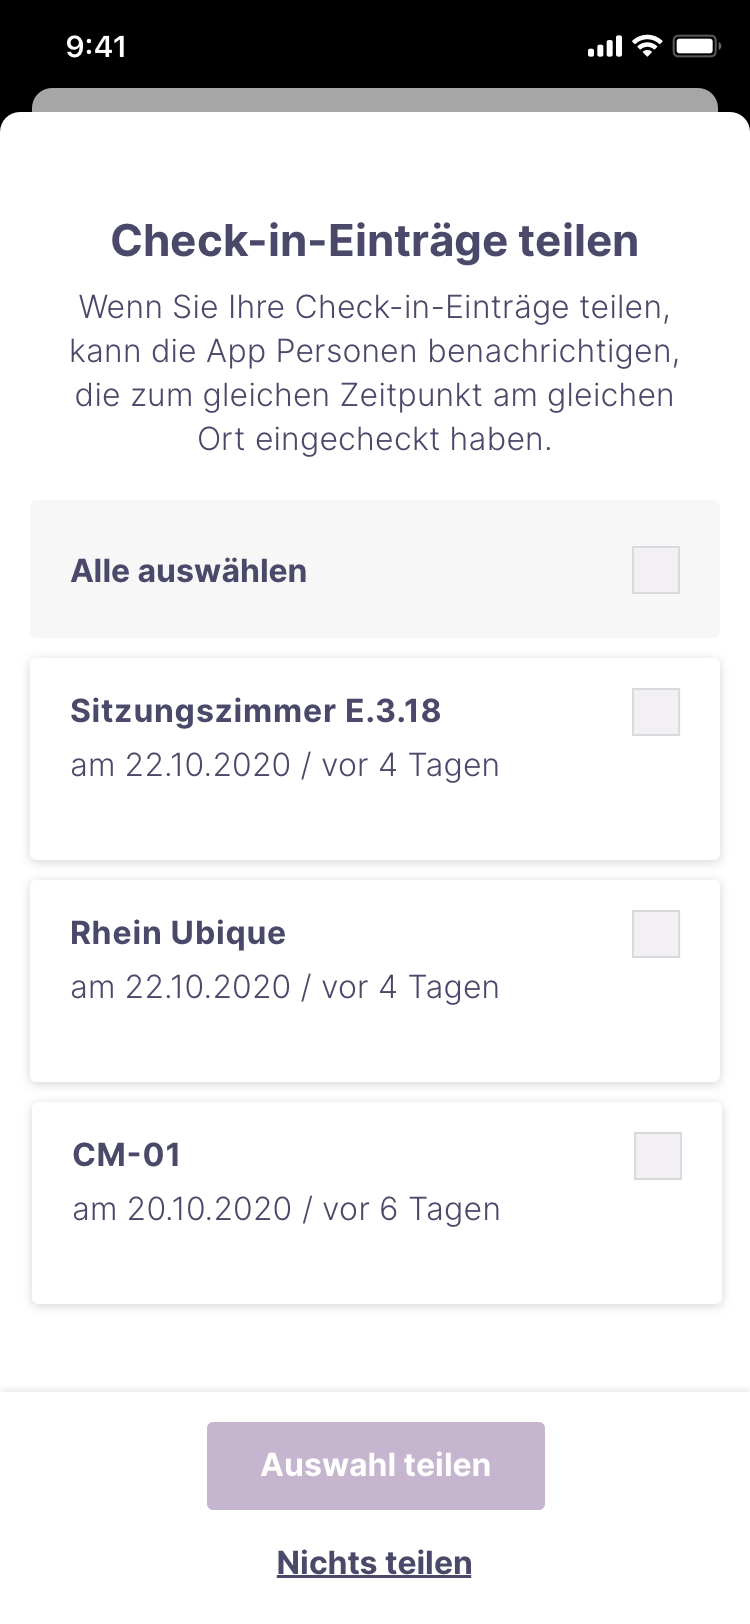 9:41
Check-in-Einträge teilen
Wenn Sie Ihre Check-in-Einträge teilen,
kann die App Personen benachrichtigen,
die zum gleichen Zeitpunkt am gleichen
Ort eingecheckt haben.
Alle auswählen
Sitzungszimmer E.3.18
am 22.10.2020 / vor 4 Tagen
Rhein Ubique
am 22.10.2020 / vor 4 Tagen
CM-01
am 20.10.2020 / vor 6 Tagen
Auswahl teilen
Nichts teilen